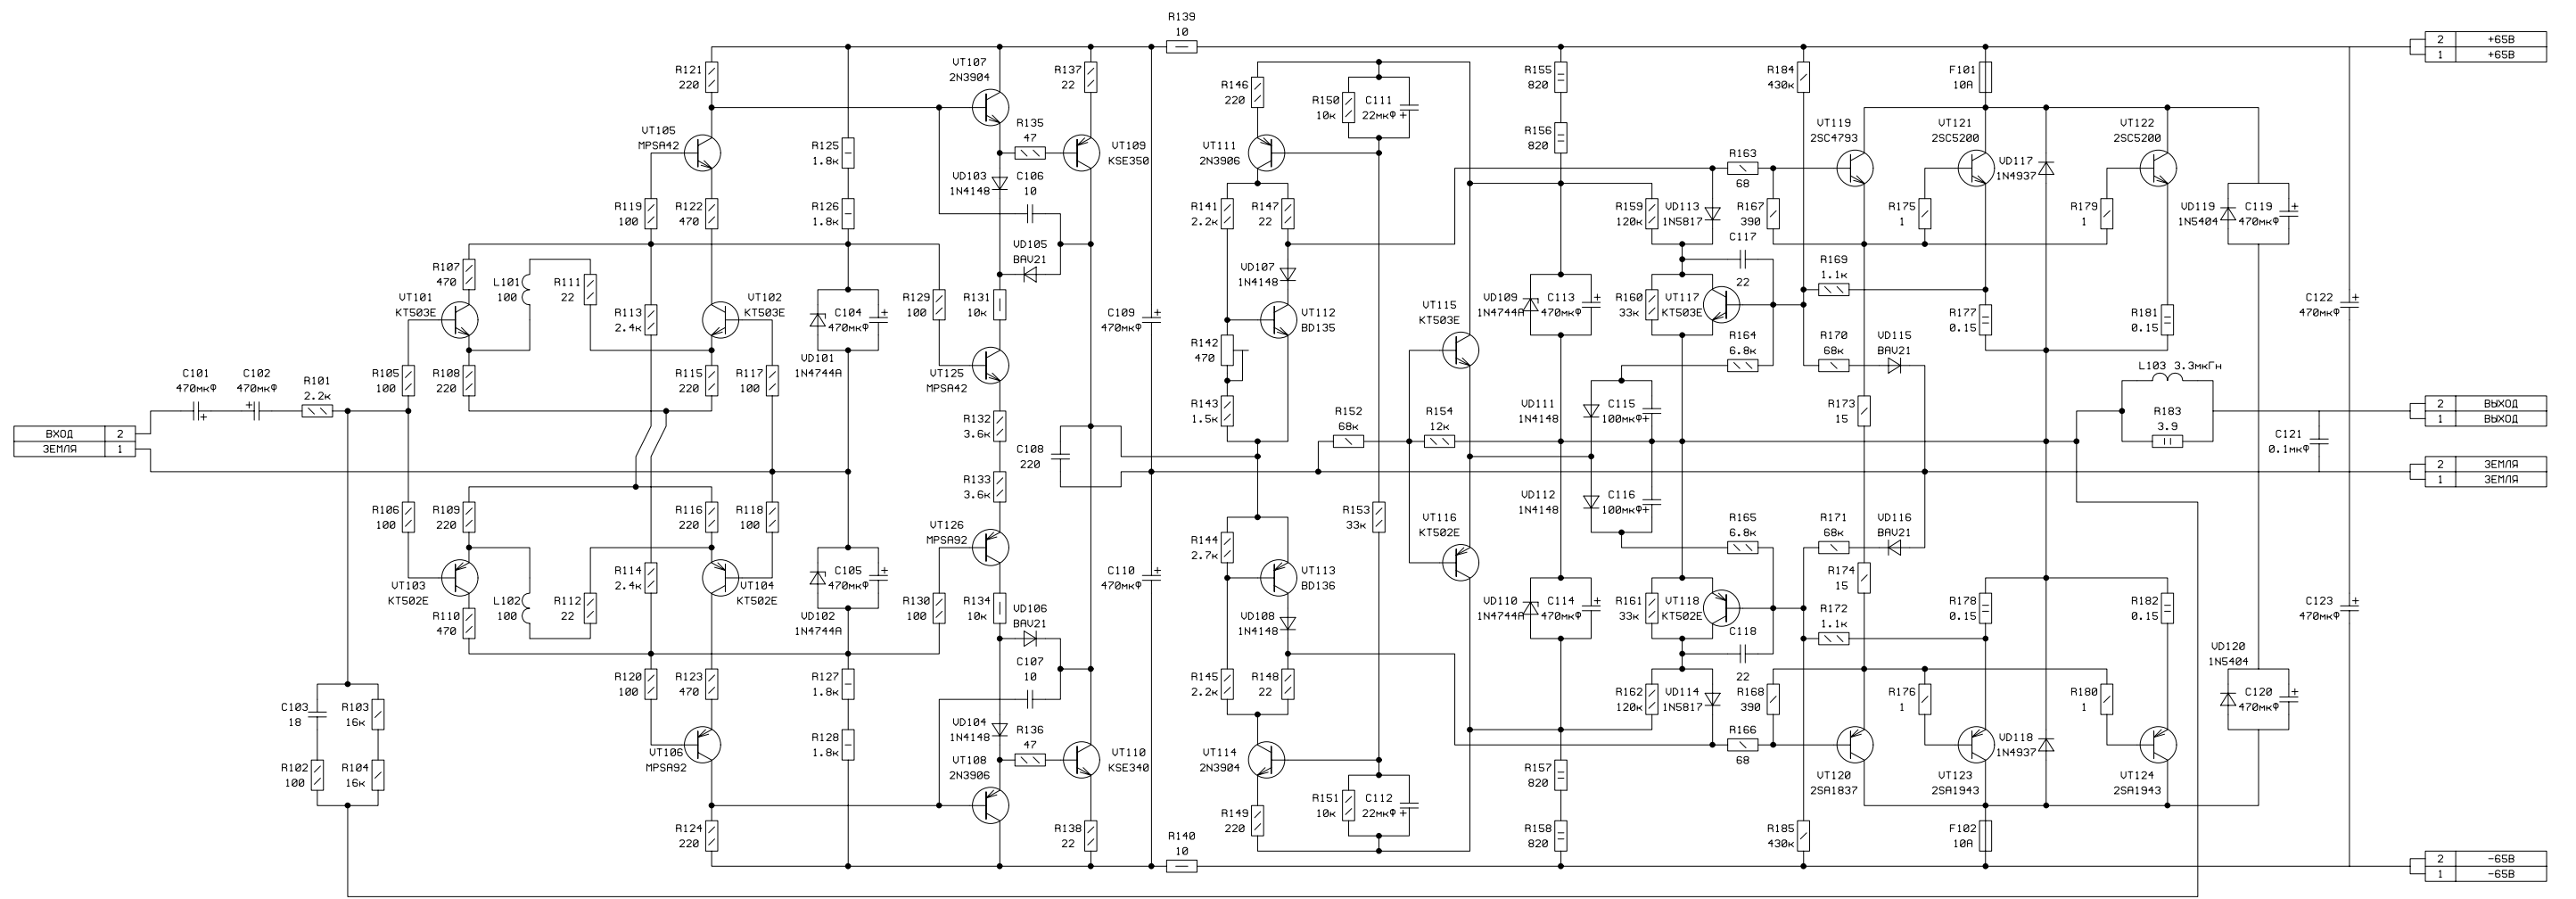 R139
10
2 +65В
1 +65В
R121
220
VT107
2N3904
R137
22
R146
220
R150
10к
C111
22мкФ +
R155
820
R184
430к
F101
10А
VT105
MPSA42
R125
1.8к
R135
47
VT109
KSE350
VT111
2N3906
R156
820
R163
68
VT119
2SC4793
VT121
2SC5200
VD117
1N4937
VT122
2SC5200
VD103
1N4148
C106
10
R119
100
R122
470
R126
1.8к
R141
2.2к
R147
22
R159
120к
VD113
1N5817
R167
390
R175
1
R179
1
VD119
1N5404
C119 +
470мкФ
VD105
BAV21
C117
22
R107
470
L101
100
R111
22
VD107
1N4148
R169
1.1к
VT101
КТ503Е
R113
2.4к
VT102
КТ503Е
C104 +
470мкФ
R129
100
R131
10к
C109 +
470мкФ
VT112
BD135
VT115
КТ503Е
VD109
1N4744A
C113 +
470мкФ
R160
33к
VT117
КТ503Е
R177
0.15
R181
0.15
C122 +
470мкФ
VD101
1N4744A
R142
470
R164
6.8к
R170
68к
VD115
BAV21
C101
470мкФ
+
C102
470мкФ
+
R101
2.2к
R105
100
R108
220
R115
220
R117
100
VT125
MPSA42
L103 3.3мкГн
R143
1.5к
VD111
1N4148
C115 +
100мкФ
R173
15
R183
3.9
2 ВЫХОД
1 ВЫХОД
ВХОД 2
ЗЕМЛЯ 1
R132
3.6к
R152
68к
R154
12к
C108
220
C121
0.1мкФ
2 ЗЕМЛЯ
1 ЗЕМЛЯ
R133
3.6к
VD112
1N4148
C116
100мкФ+
R106
100
R109
220
R116
220
R118
100
R153
33к
VT126
MPSA92
VT116
КТ502Е
R165
6.8к
R171
68к
VD116
BAV21
R144
2.7к
VT103
КТ502Е
R114
2.4к
VT104
КТ502Е
C105 +
470мкФ
C110 +
470мкФ
VT113
BD136
R174
15
R110
470
L102
100
R112
22
VD102
1N4744A
R130
100
R134
10к
VD106
BAV21
VD108
1N4148
VD110
1N4744A
C114 +
470мкФ
R161
33к
VT118
КТ502Е
R172
1.1к
R178
0.15
R182
0.15
C123 +
470мкФ
C118
22
C107
10
VD120
1N5404
C120 +
470мкФ
R120
100
R123
470
R127
1.8к
R145
2.2к
R148
22
R162
120к
VD114
1N5817
R168
390
R176
1
R180
1
C103
18
R103
16к
VD104
1N4148
R136
47
R166
68
VT106
MPSA92
R128
1.8к
VT108
2N3906
VT110
KSE340
VT114
2N3904
VD118
1N4937
R102
100
R104
16к
R157
820
VT120
2SA1837
VT123
2SA1943
VT124
2SA1943
R151
10к
C112
22мкФ +
R124
220
R138
22
R149
220
R158
820
R185
430к
F102
10А
R140
10
2 -65В
1 -65В